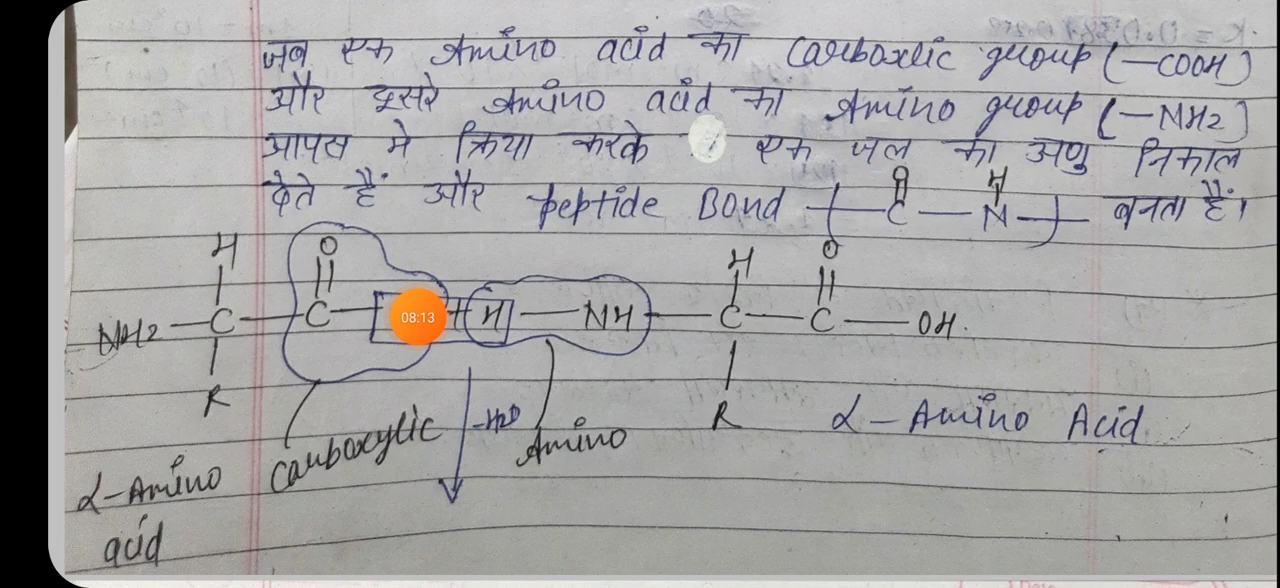 जब एक Amino acid का carboxlic group (-COOH)
और दूसरे Amino acid का Amino group (-NH2)
आपस मे क्रिया करके एक जल का अणु निकाल
देते हैं और peptide Bond
O
||
— C — N —
H
|
बनता हैं।
H
|
NH2 — C — C —
O
||
R
+ H — NH — C — C — OH.
H
|
O
||
R
08:13
carboxylic
-H2O
Amino
α-Amino Acid.
α-Amino
acid